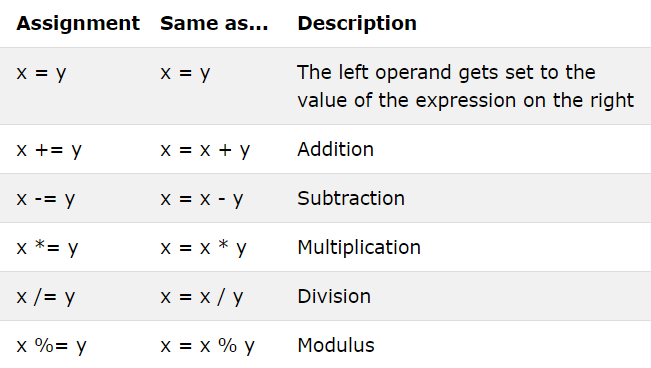 Assignment Same as... Description
x = y x = y The left operand gets set to the
value of the expression on the right
x += y x = x + y Addition
x -= y x = x - y Subtraction
x *= y x = x * y Multiplication
x /= y x = x / y Division
x %= y x = x % y Modulus